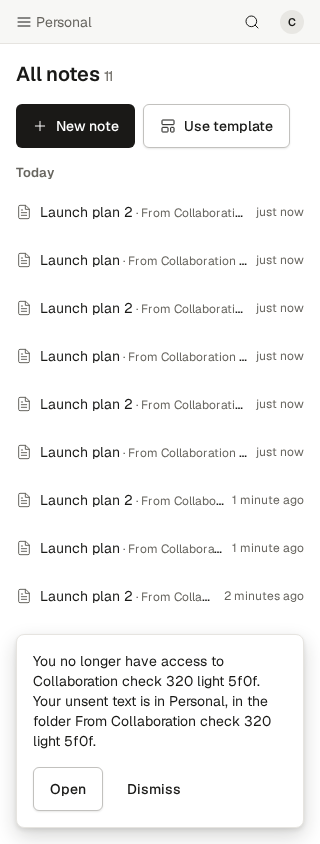 Personal
C
All notes 11
New note
Use template
Today
Launch plan 2 · From Collaborati... just now
Launch plan · From Collaboration ... just now
Launch plan 2 · From Collaborati... just now
Launch plan · From Collaboration ... just now
Launch plan 2 · From Collaborati... just now
Launch plan · From Collaboration ... just now
Launch plan 2 · From Collabo... 1 minute ago
Launch plan · From Collabora... 1 minute ago
Launch plan 2 · From Colla... 2 minutes ago
You no longer have access to
Collaboration check 320 light 5f0f.
Your unsent text is in Personal, in the
folder From Collaboration check 320
light 5f0f.
Open
Dismiss